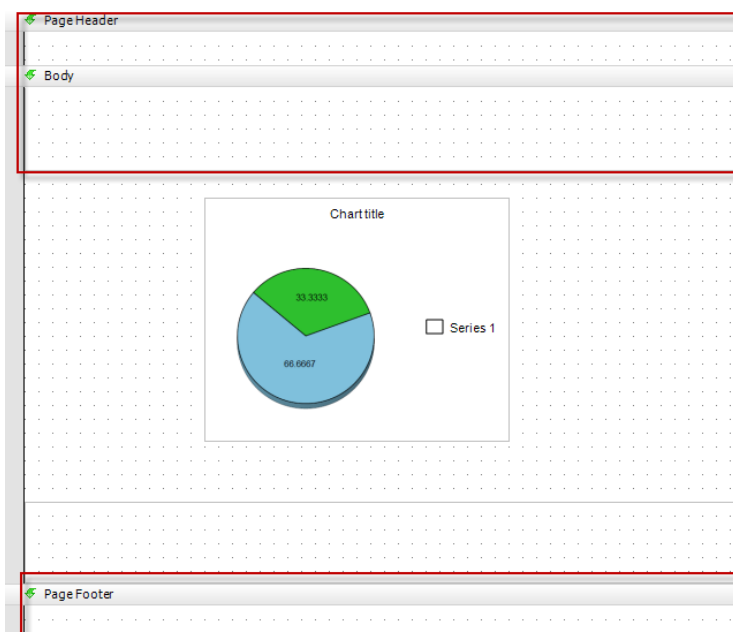 Page Header
Body
Chart title
33.3333
Series 1
66.6667
Page Footer